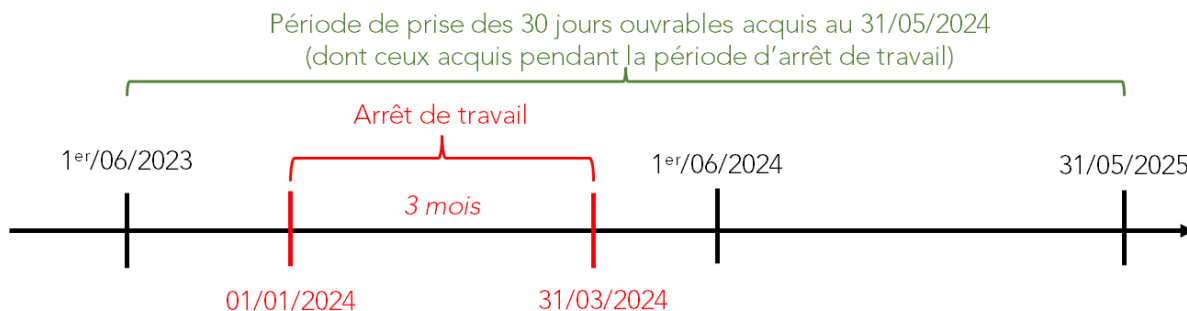 Période de prise des 30 jours ouvrables acquis au 31/05/2024
(dont ceux acquis pendant la période d’arrêt de travail)
Arrêt de travail
1er/06/2023
1er/06/2024
31/05/2025
3 mois
01/01/2024
31/03/2024